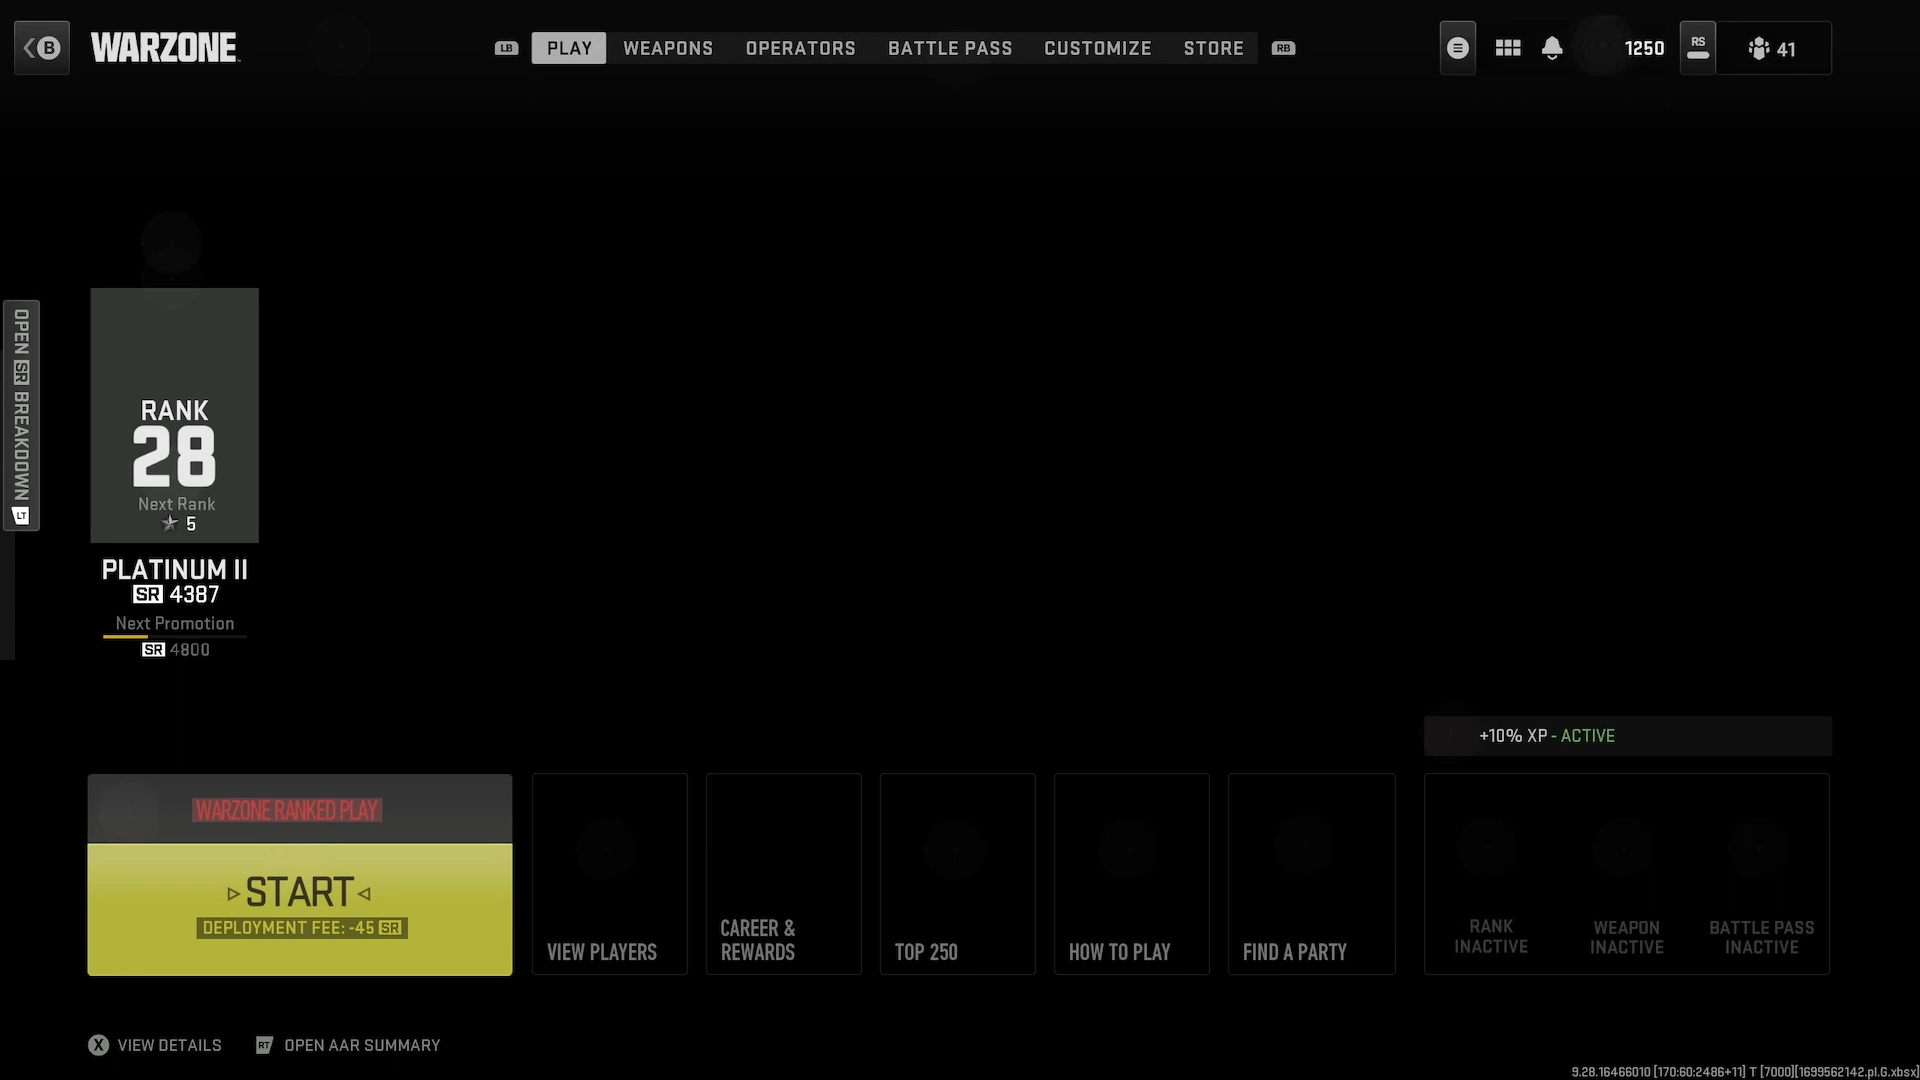 B
WARZONE
LB
PLAY
WEAPONS
OPERATORS
BATTLE PASS
CUSTOMIZE
STORE
RB
1250
RS
41
OPEN SR BREAKDOWN LT
RANK
28
Next Rank
5
PLATINUM II
SR 4387
Next Promotion
SR 4800
+10% XP - ACTIVE
WARZONE RANKED PLAY
START
DEPLOYMENT FEE: -45 SR
VIEW PLAYERS
CAREER &
REWARDS
TOP 250
HOW TO PLAY
FIND A PARTY
RANK
INACTIVE
WEAPON
INACTIVE
BATTLE PASS
INACTIVE
X VIEW DETAILS
RT OPEN AAR SUMMARY
9.28.16466010 [170:60:2486+11] T [7000][1699562142.pl.G.xbsx]